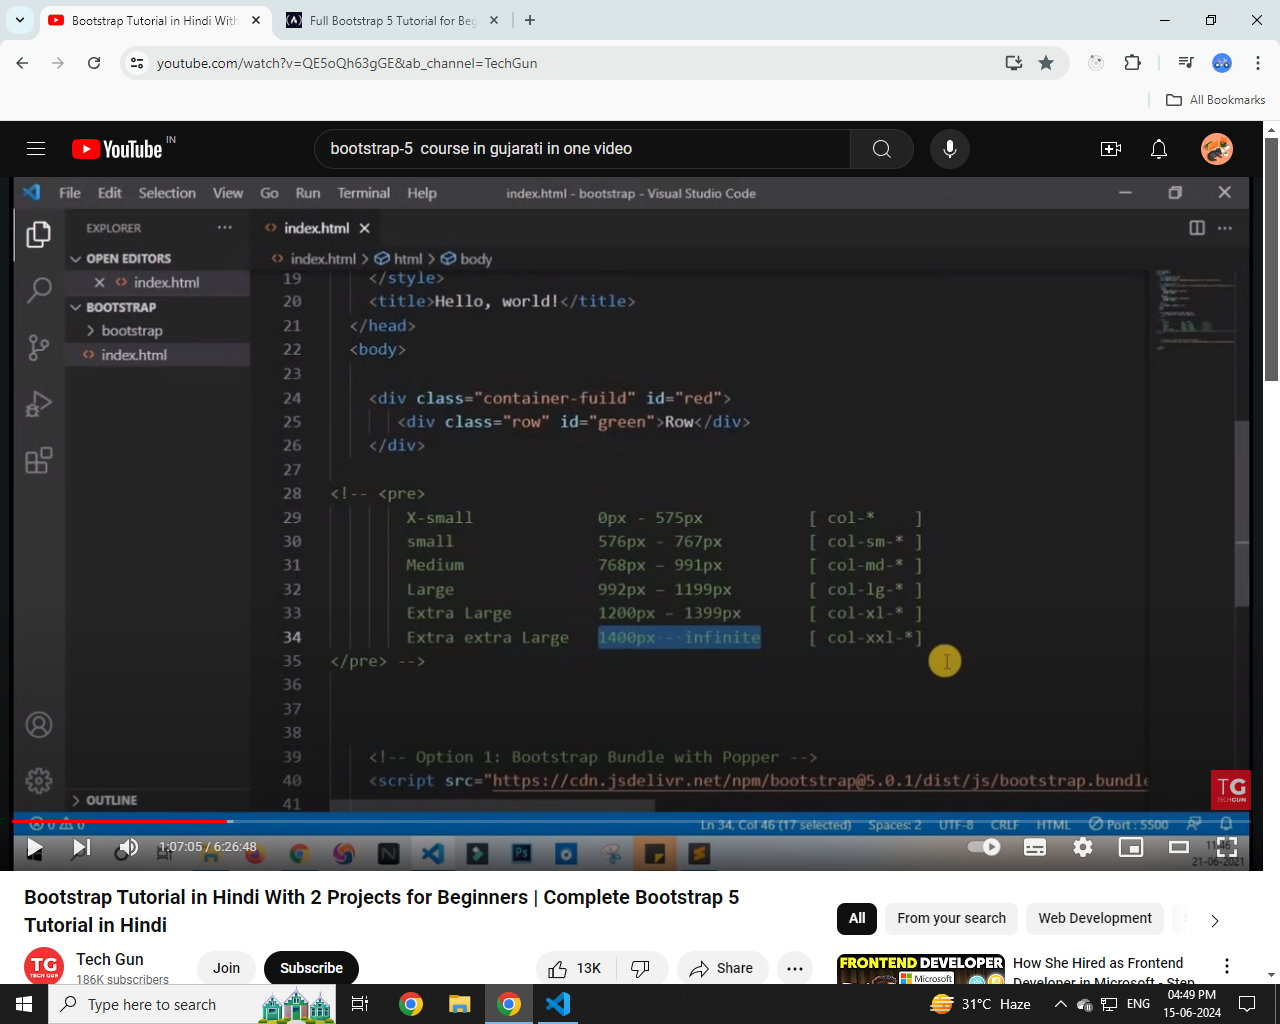 Bootstrap Tutorial in Hindi With
Full Bootstrap 5 Tutorial for Beg
youtube.com/watch?v=QE5oQh63gGE&ab_channel=TechGun
All Bookmarks
YouTube IN
bootstrap-5 course in gujarati in one video
File Edit Selection View Go Run Terminal Help
index.html - bootstrap - Visual Studio Code
EXPLORER
index.html
OPEN EDITORS
index.html
BOOTSTRAP
bootstrap
index.html
OUTLINE
index.html > html > body
19 </style>
20 <title>Hello, world!</title>
21 </head>
22 <body>
23
24 <div class="container-fuild" id="red">
25 <div class="row" id="green">Row</div>
26 </div>
27
28 <!-- <pre>
29 X-small 0px - 575px [ col-* ]
30 small 576px - 767px [ col-sm-* ]
31 Medium 768px – 991px [ col-md-* ]
32 Large 992px – 1199px [ col-lg-* ]
33 Extra Large 1200px – 1399px [ col-xl-* ]
34 Extra extra Large 1400px - infinite [ col-xxl-*]
35 </pre> -->
36
37
38
39 <!-- Option 1: Bootstrap Bundle with Popper -->
40 <script src="https://cdn.jsdelivr.net/npm/bootstrap@5.0.1/dist/js/bootstrap.bundle
41
TG
TECHGUN
0 0
Ln 34, Col 46 (17 selected) Spaces: 2 UTF-8 CRLF HTML Port : 5500
1:07:05 / 6:26:48
21-06-2021
Bootstrap Tutorial in Hindi With 2 Projects for Beginners | Complete Bootstrap 5
Tutorial in Hindi
TG
TECH GUN
Tech Gun
186K subscribers
Join
Subscribe
13K
Share
All
From your search
Web Development
FRONTEND DEVELOPER
Microsoft
How She Hired as Frontend
Developer in Microsoft - Step
Type here to search
31°C Haze
ENG
04:49 PM
15-06-2024